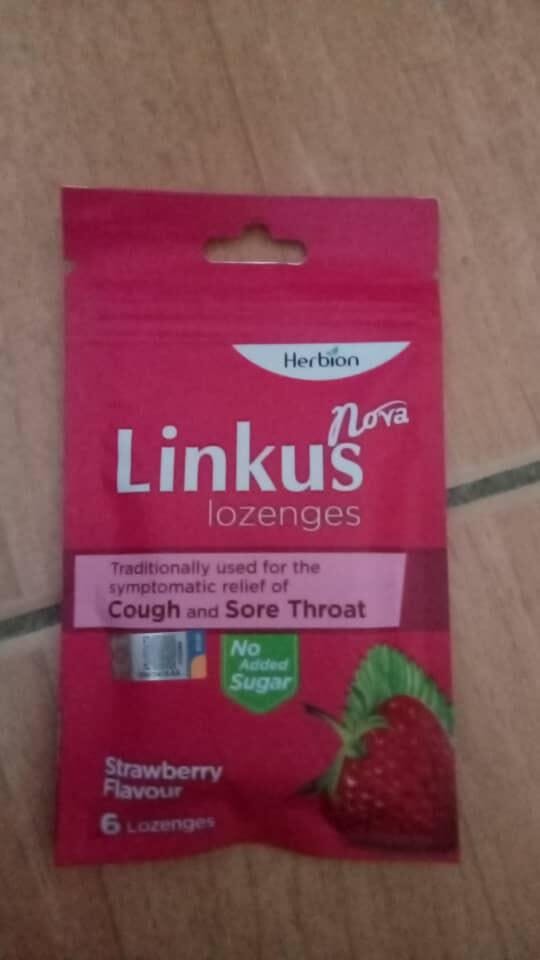 Herbion
Nova
Linkus
lozenges
Traditionally used for the
symptomatic relief of
Cough and Sore Throat
No
Added
Sugar
Strawberry
Flavour
6 Lozenges